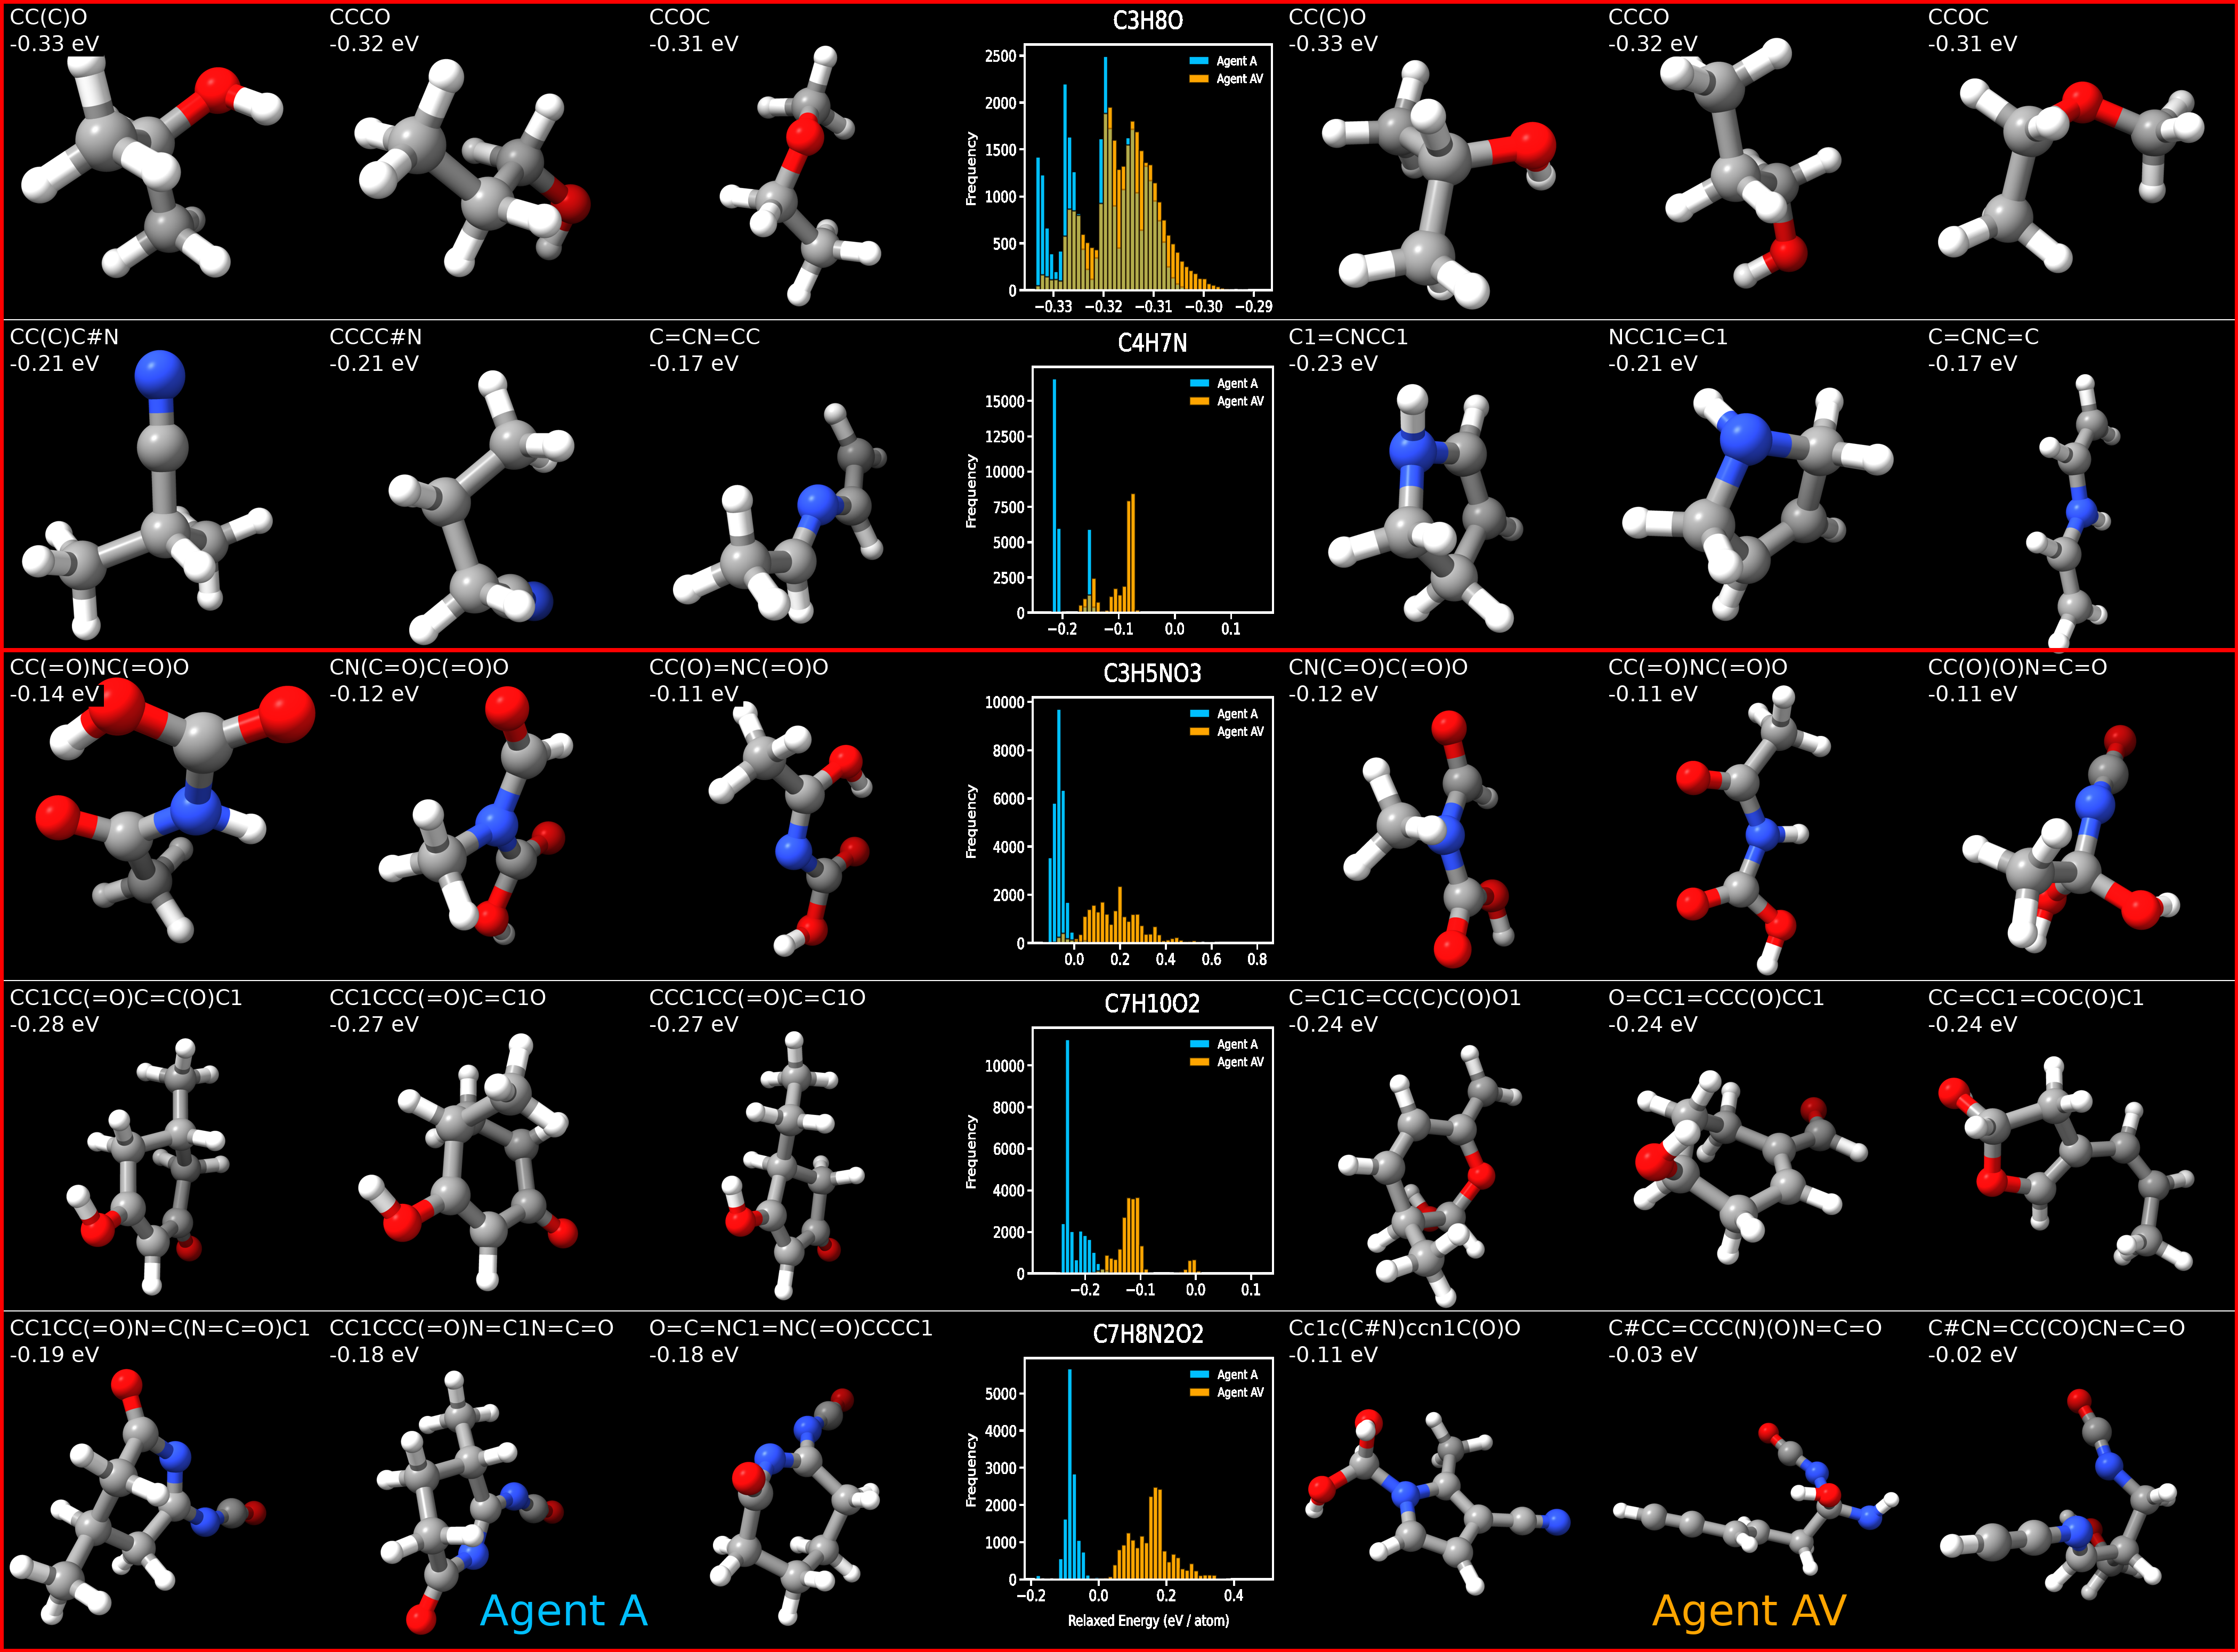 CC(C)O
-0.33 eV
CCCO
-0.32 eV
CCOC
-0.31 eV
C3H8O
Agent A
Agent AV
Frequency
2500
2000
1500
1000
500
0
−0.33 −0.32 −0.31 −0.30 −0.29
CC(C)O
-0.33 eV
CCCO
-0.32 eV
CCOC
-0.31 eV
CC(C)C#N
-0.21 eV
CCCC#N
-0.21 eV
C=CN=CC
-0.17 eV
C4H7N
Agent A
Agent AV
Frequency
15000
12500
10000
7500
5000
2500
0
−0.2 −0.1 0.0 0.1
C1=CNCC1
-0.23 eV
NCC1C=C1
-0.21 eV
C=CNC=C
-0.17 eV
CC(=O)NC(=O)O
-0.14 eV
CN(C=O)C(=O)O
-0.12 eV
CC(O)=NC(=O)O
-0.11 eV
C3H5NO3
Agent A
Agent AV
Frequency
10000
8000
6000
4000
2000
0
0.0 0.2 0.4 0.6 0.8
CN(C=O)C(=O)O
-0.12 eV
CC(=O)NC(=O)O
-0.11 eV
CC(O)(O)N=C=O
-0.11 eV
CC1CC(=O)C=C(O)C1
-0.28 eV
CC1CCC(=O)C=C1O
-0.27 eV
CCC1CC(=O)C=C1O
-0.27 eV
C7H10O2
Agent A
Agent AV
Frequency
10000
8000
6000
4000
2000
0
−0.2 −0.1 0.0 0.1
C=C1C=CC(C)C(O)O1
-0.24 eV
O=CC1=CCC(O)CC1
-0.24 eV
CC=CC1=COC(O)C1
-0.24 eV
CC1CC(=O)N=C(N=C=O)C1
-0.19 eV
CC1CCC(=O)N=C1N=C=O
-0.18 eV
O=C=NC1=NC(=O)CCCC1
-0.18 eV
C7H8N2O2
Agent A
Agent AV
Frequency
5000
4000
3000
2000
1000
0
−0.2 0.0 0.2 0.4
Relaxed Energy (eV / atom)
Cc1c(C#N)ccn1C(O)O
-0.11 eV
C#CC=CCC(N)(O)N=C=O
-0.03 eV
C#CN=CC(CO)CN=C=O
-0.02 eV
Agent A
Agent AV